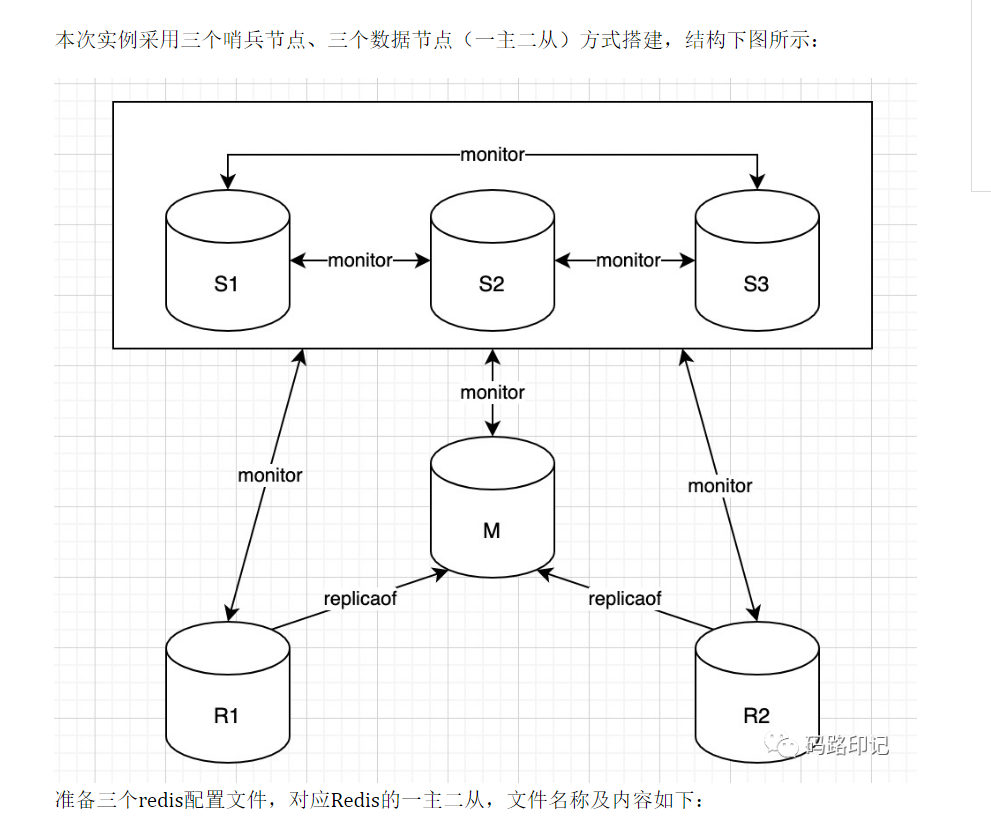 本次实例采用三个哨兵节点、三个数据节点（一主二从）方式搭建，结构下图所示：
monitor
monitor
monitor
S1
S2
S3
monitor
monitor
monitor
M
replicaof
replicaof
R1
R2
码路印记
准备三个redis配置文件，对应Redis的一主二从，文件名称及内容如下：